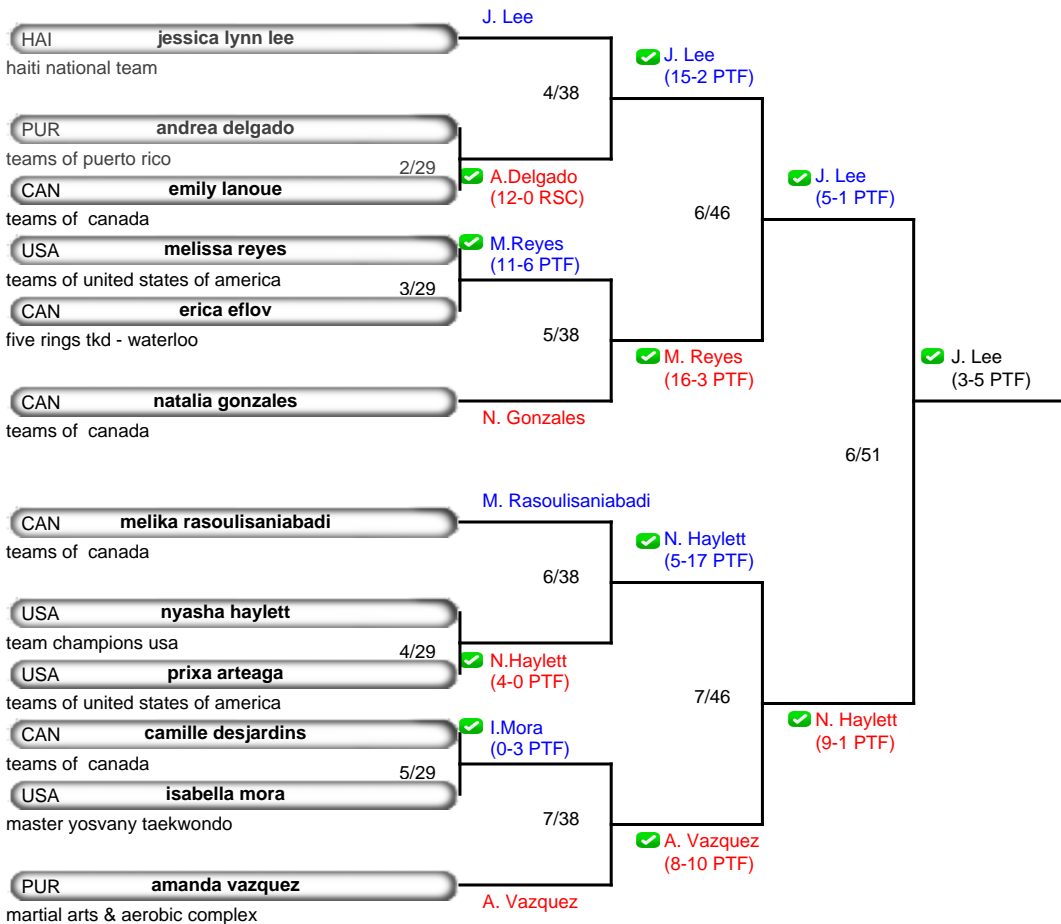 J. Lee
HAI jessica lynn lee
haiti national team
J. Lee
(15-2 PTF)
4/38
PUR andrea delgado
teams of puerto rico
2/29
A.Delgado
(12-0 RSC)
CAN emily lanoue
teams of canada
J. Lee
(5-1 PTF)
6/46
USA melissa reyes
M.Reyes
(11-6 PTF)
teams of united states of america
3/29
CAN erica eflov
five rings tkd - waterloo
5/38
M. Reyes
(16-3 PTF)
J. Lee
(3-5 PTF)
CAN natalia gonzales
N. Gonzales
teams of canada
6/51
M. Rasoulisaniabadi
CAN melika rasoulisaniabadi
teams of canada
N. Haylett
(5-17 PTF)
6/38
USA nyasha haylett
team champions usa
4/29
N.Haylett
(4-0 PTF)
USA prixa arteaga
teams of united states of america
7/46
N. Haylett
(9-1 PTF)
CAN camille desjardins
I.Mora
(0-3 PTF)
teams of canada
5/29
USA isabella mora
master yosvany taekwondo
7/38
A. Vazquez
(8-10 PTF)
PUR amanda vazquez
A. Vazquez
martial arts & aerobic complex